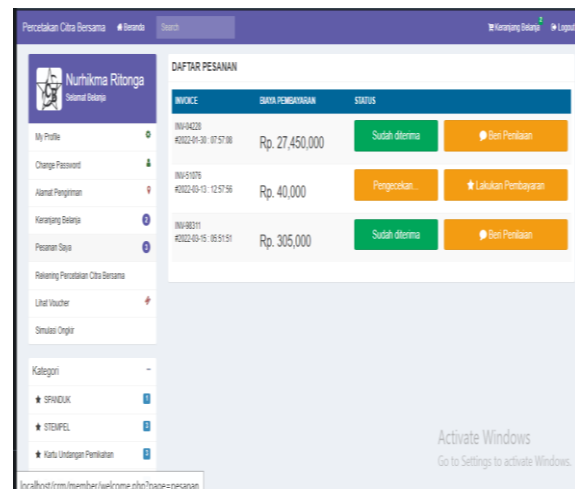 Percetakan Citra Bersama Beranda Search Keranjang Belanja Logout
Nurhikma Ritonga
Selamat Belanja
My Profile
Change Password
Alamat Pengiriman
Keranjang Belanja
Pesanan Saya
Rekening Percetakan Citra Bersama
Lihat Voucher
Simulasi Ongkir
Kategori
SPANDUK
STEMPEL
Kartu Undangan Pernikahan
DAFTAR PESANAN
INVOICE BIAYA PEMBAYARAN STATUS
INV-04228
#2022-01-30 : 07:57:08 Rp. 27,450,000 Sudah diterima Beri Penilaian
INV-51076
#2022-03-13 : 12:57:56 Rp. 40,000 Pengecekan... Lakukan Pembayaran
INV-98311
#2022-03-15 : 05:51:51 Rp. 305,000 Sudah diterima Beri Penilaian
Activate Windows
Go to Settings to activate Windows.
localhost/crm/member/welcome.php?page=pesanan